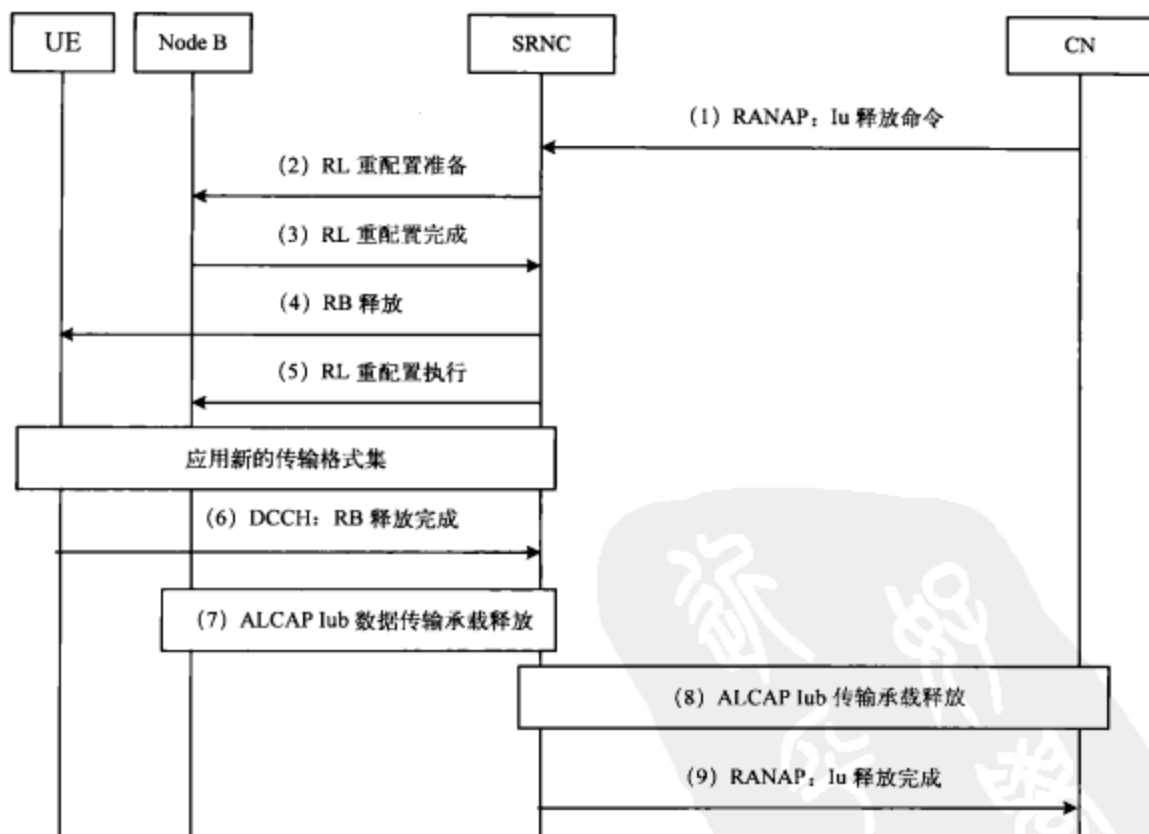 UE
Node B
SRNC
CN
(1) RANAP：Iu 释放命令
(2) RL 重配置准备
(3) RL 重配置完成
(4) RB 释放
(5) RL 重配置执行
应用新的传输格式集
(6) DCCH：RB 释放完成
(7) ALCAP Iub 数据传输承载释放
(8) ALCAP Iub 传输承载释放
(9) RANAP：Iu 释放完成